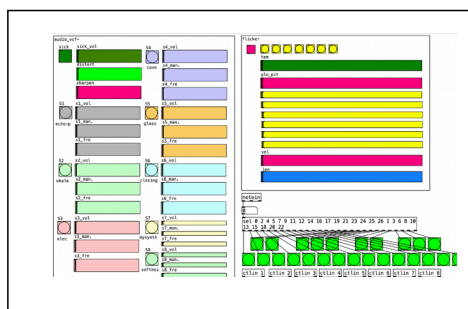 audio_vcf~
sick
sick_vol
distort
sharpen
S1
echo-p
s1_vol
s1_man.
s1_fre
S2
whale
s2_vol
s2_man.
s2_fre
S3
elec
s3_vol
s3_man.
s3_fre
S4
cave
s4_vol
s4_man.
s4_fre
S5
glass
s5_vol
s5_man.
s5_fre
S6
closing
s6_vol
s6_man.
s6_fre
S7
mysynth
s7_vol
s7_man.
s7_fre
S8
softnes
s8_vol
s8_man.
s8_fre
flicker
tem
glo_pit
vel
len
notein
sel 0 2 4 5 7 9 11 12 14 16 17 19 21 23 24 25 26 1 3 6 8 10
13 15 18 20 22
ctlin 1
ctlin 2
ctlin 3
ctlin 4
ctlin 5
ctlin 6
ctlin 7
ctlin 8